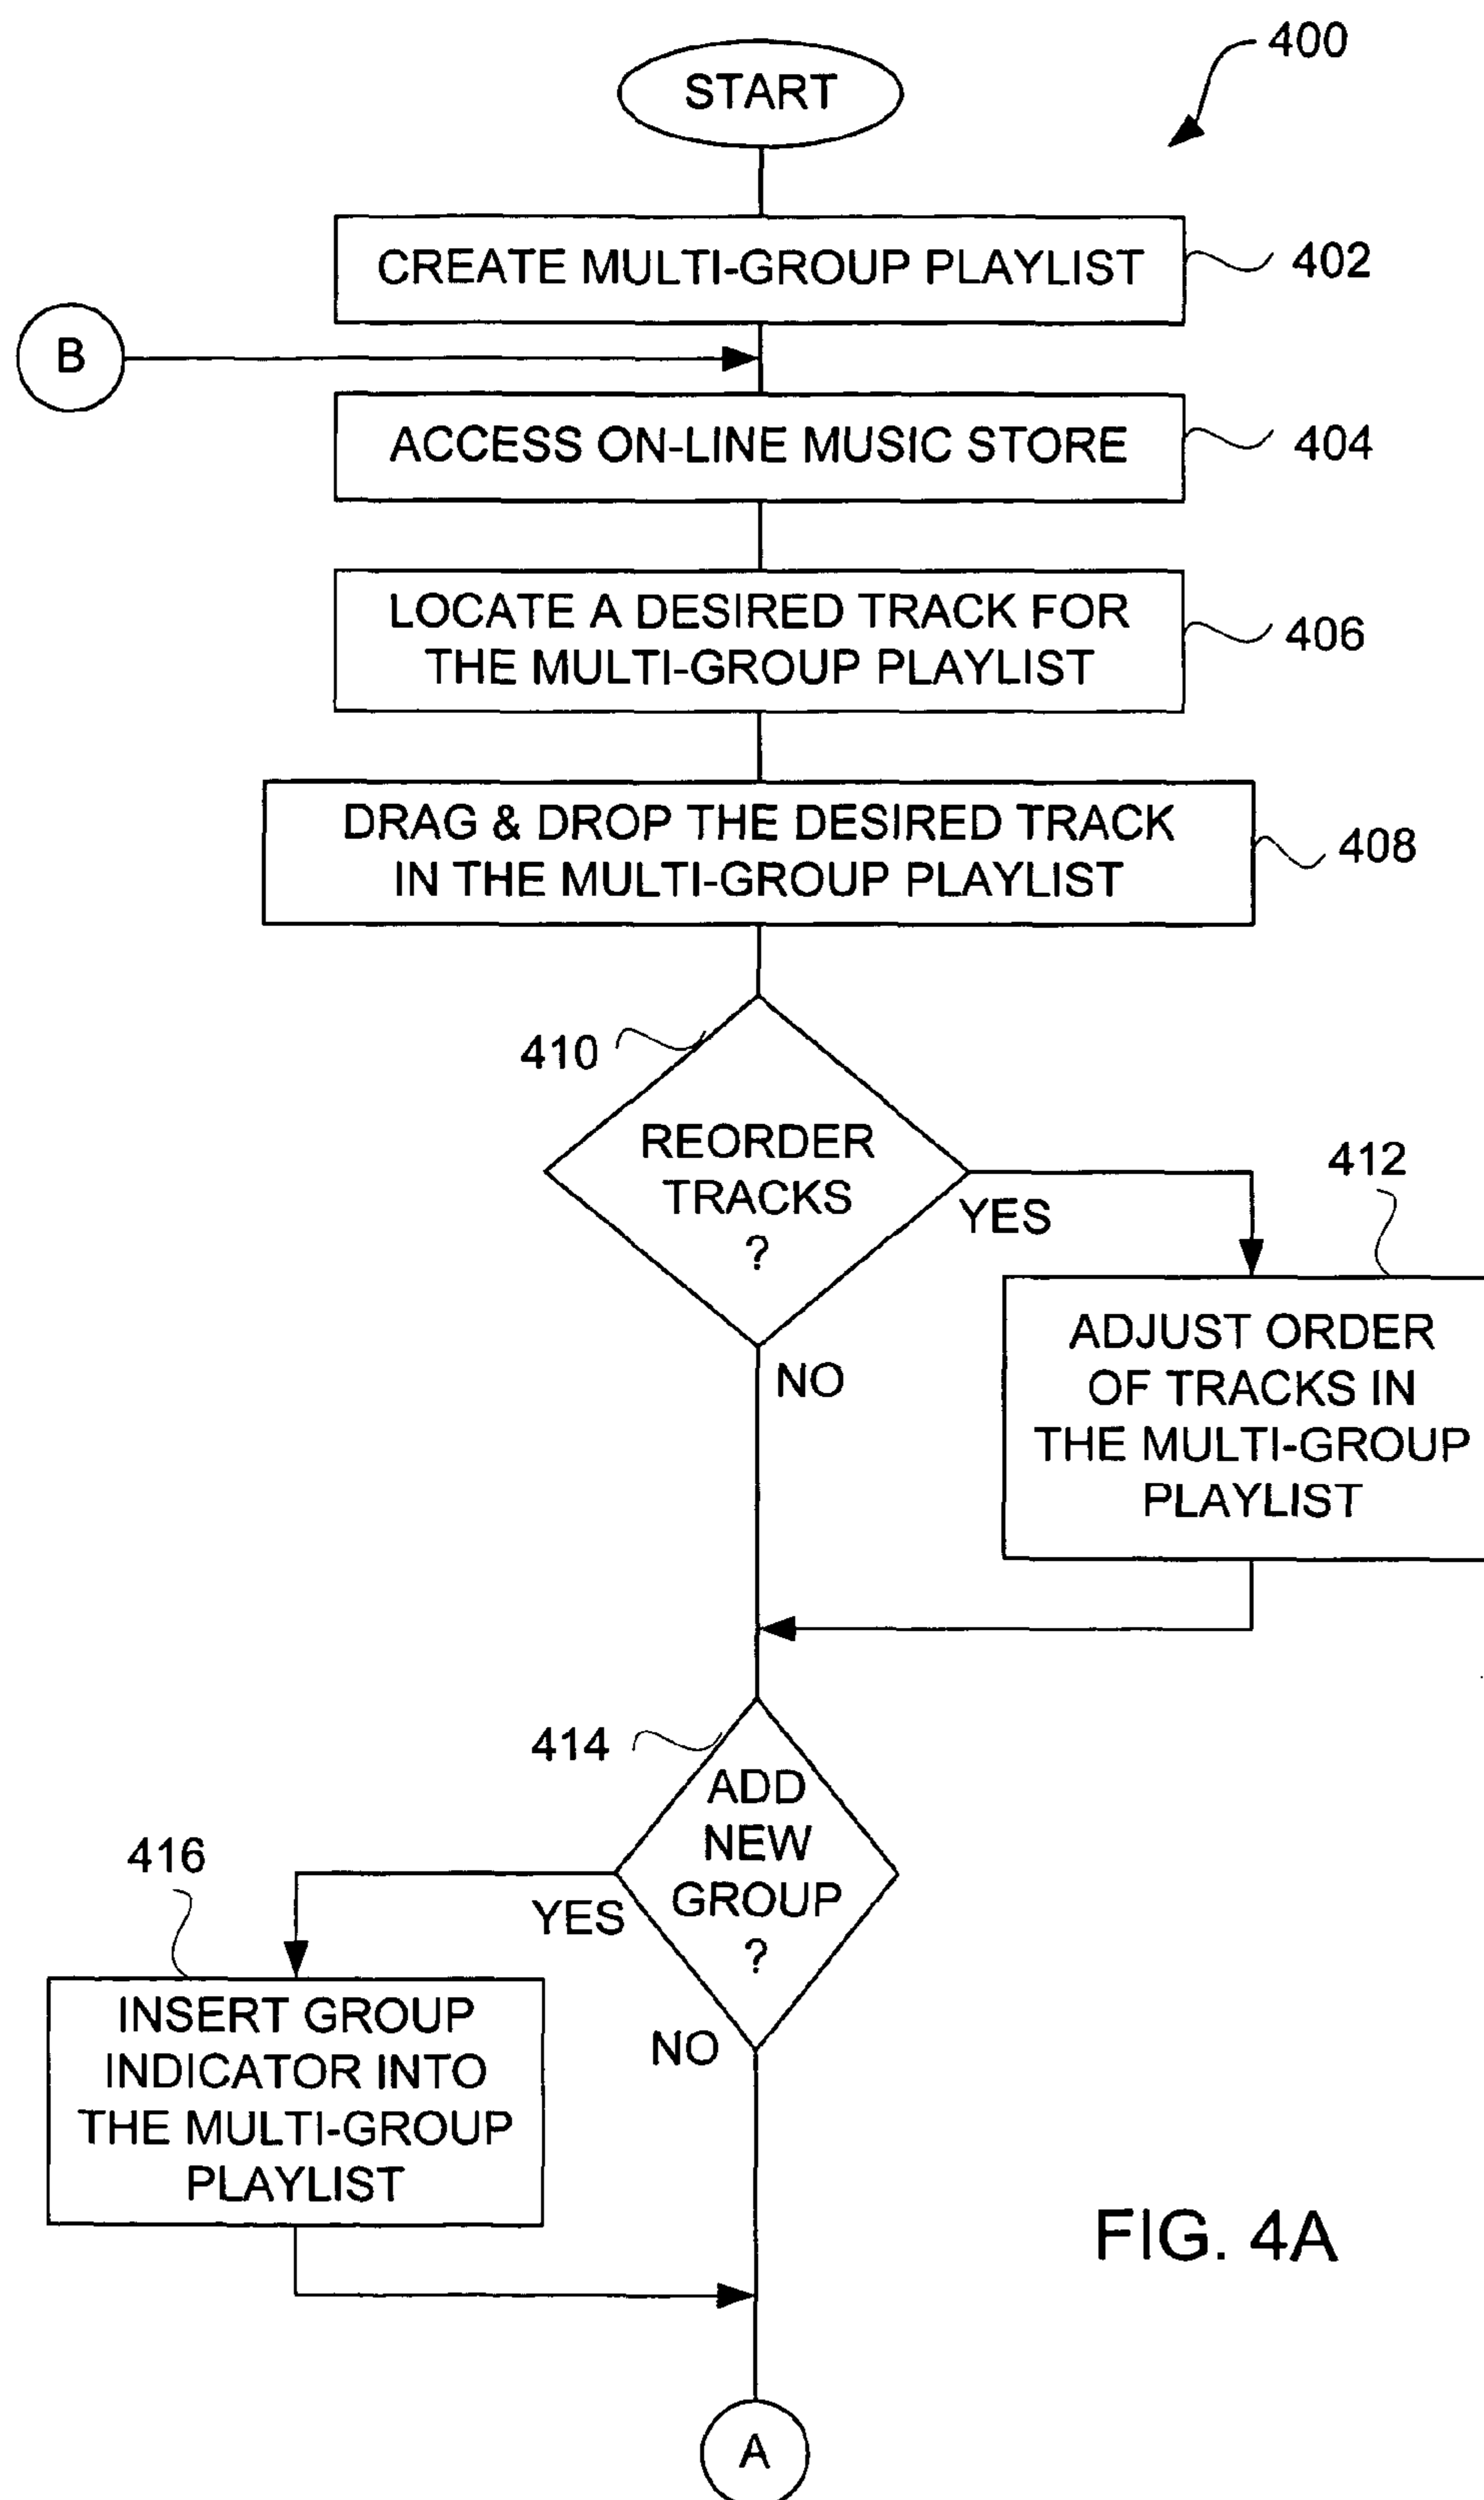 400
START
CREATE MULTI-GROUP PLAYLIST
402
B
ACCESS ON-LINE MUSIC STORE
404
LOCATE A DESIRED TRACK FOR
THE MULTI-GROUP PLAYLIST
406
DRAG & DROP THE DESIRED TRACK
IN THE MULTI-GROUP PLAYLIST
408
410
REORDER
TRACKS
?
YES
NO
412
ADJUST ORDER
OF TRACKS IN
THE MULTI-GROUP
PLAYLIST
414
ADD
NEW
GROUP
?
YES
NO
416
INSERT GROUP
INDICATOR INTO
THE MULTI-GROUP
PLAYLIST
FIG. 4A
A